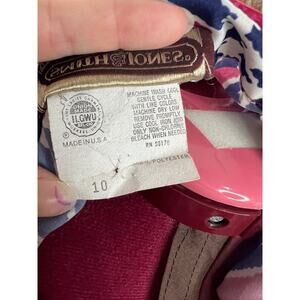 SMITH & JONES
MACHINE WASH COOL
GENTLE CYCLE
WITH LIKE COLORS
MACHINE DRY LOW
REMOVE PROMPTLY
USE COOL IRON
ONLY NON-CHLORINE
BLEACH WHEN NEEDED
RN 53170
POLYESTER
ILGWU
MADE IN U.S.A.
10